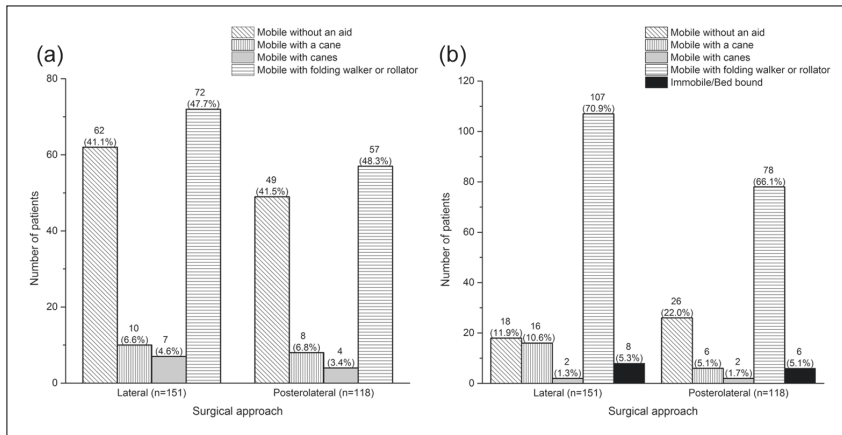 (a)
Mobile without an aid
Mobile with a cane
Mobile with canes
Mobile with folding walker or rollator
80
60
40
20
0
Number of patients
62
(41.1%)
10
(6.6%)
7
(4.6%)
72
(47.7%)
49
(41.5%)
8
(6.8%)
4
(3.4%)
57
(48.3%)
Lateral (n=151)
Posterolateral (n=118)
Surgical approach
(b)
Mobile without an aid
Mobile with a cane
Mobile with canes
Mobile with folding walker or rollator
Immobile/Bed bound
120
100
80
60
40
20
0
Number of patients
18
(11.9%)
16
(10.6%)
2
(1.3%)
107
(70.9%)
8
(5.3%)
26
(22.0%)
6
(5.1%)
2
(1.7%)
78
(66.1%)
6
(5.1%)
Lateral (n=151)
Posterolateral (n=118)
Surgical approach